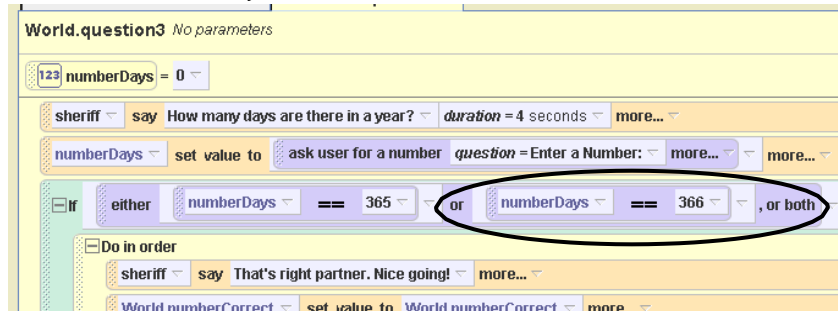 World.question3 No parameters
123 numberDays = 0
sheriff say How many days are there in a year? duration = 4 seconds more...
numberDays set value to ask user for a number question = Enter a Number: more... more...
If either numberDays == 365 or numberDays == 366 , or both
Do in order
sheriff say That's right partner. Nice going! more...
World.numberCorrect set value to World.numberCorrect more...